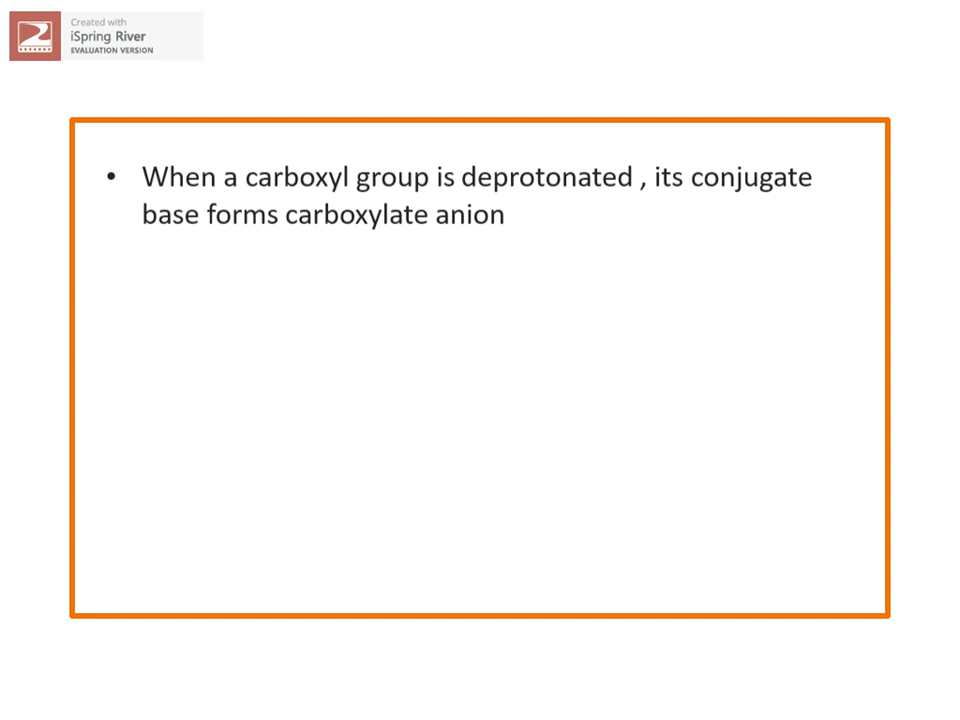 Created with
iSpring River
EVALUATION VERSION
• When a carboxyl group is deprotonated , its conjugate
base forms carboxylate anion